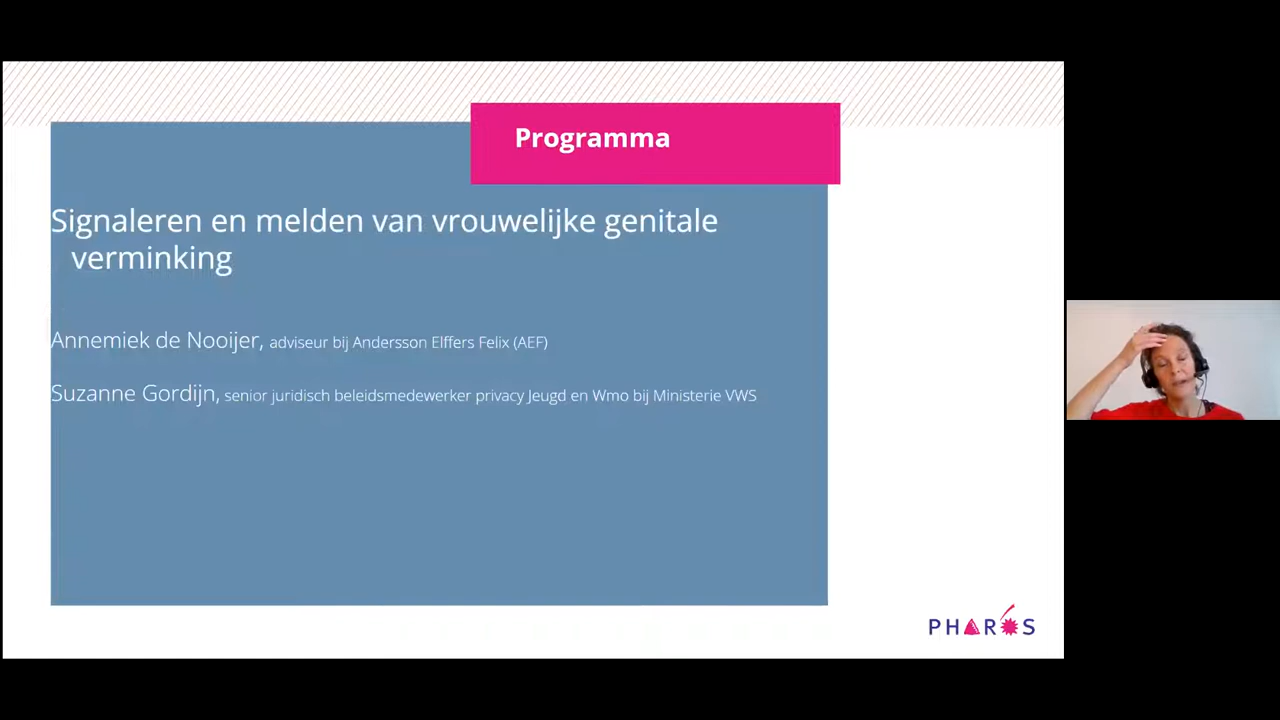 Programma
Signaleren en melden van vrouwelijke genitale
verminking
Annemiek de Nooijer, adviseur bij Andersson Elffers Felix (AEF)
Suzanne Gordijn, senior juridisch beleidsmedewerker privacy Jeugd en Wmo bij Ministerie VWS
PHAROS